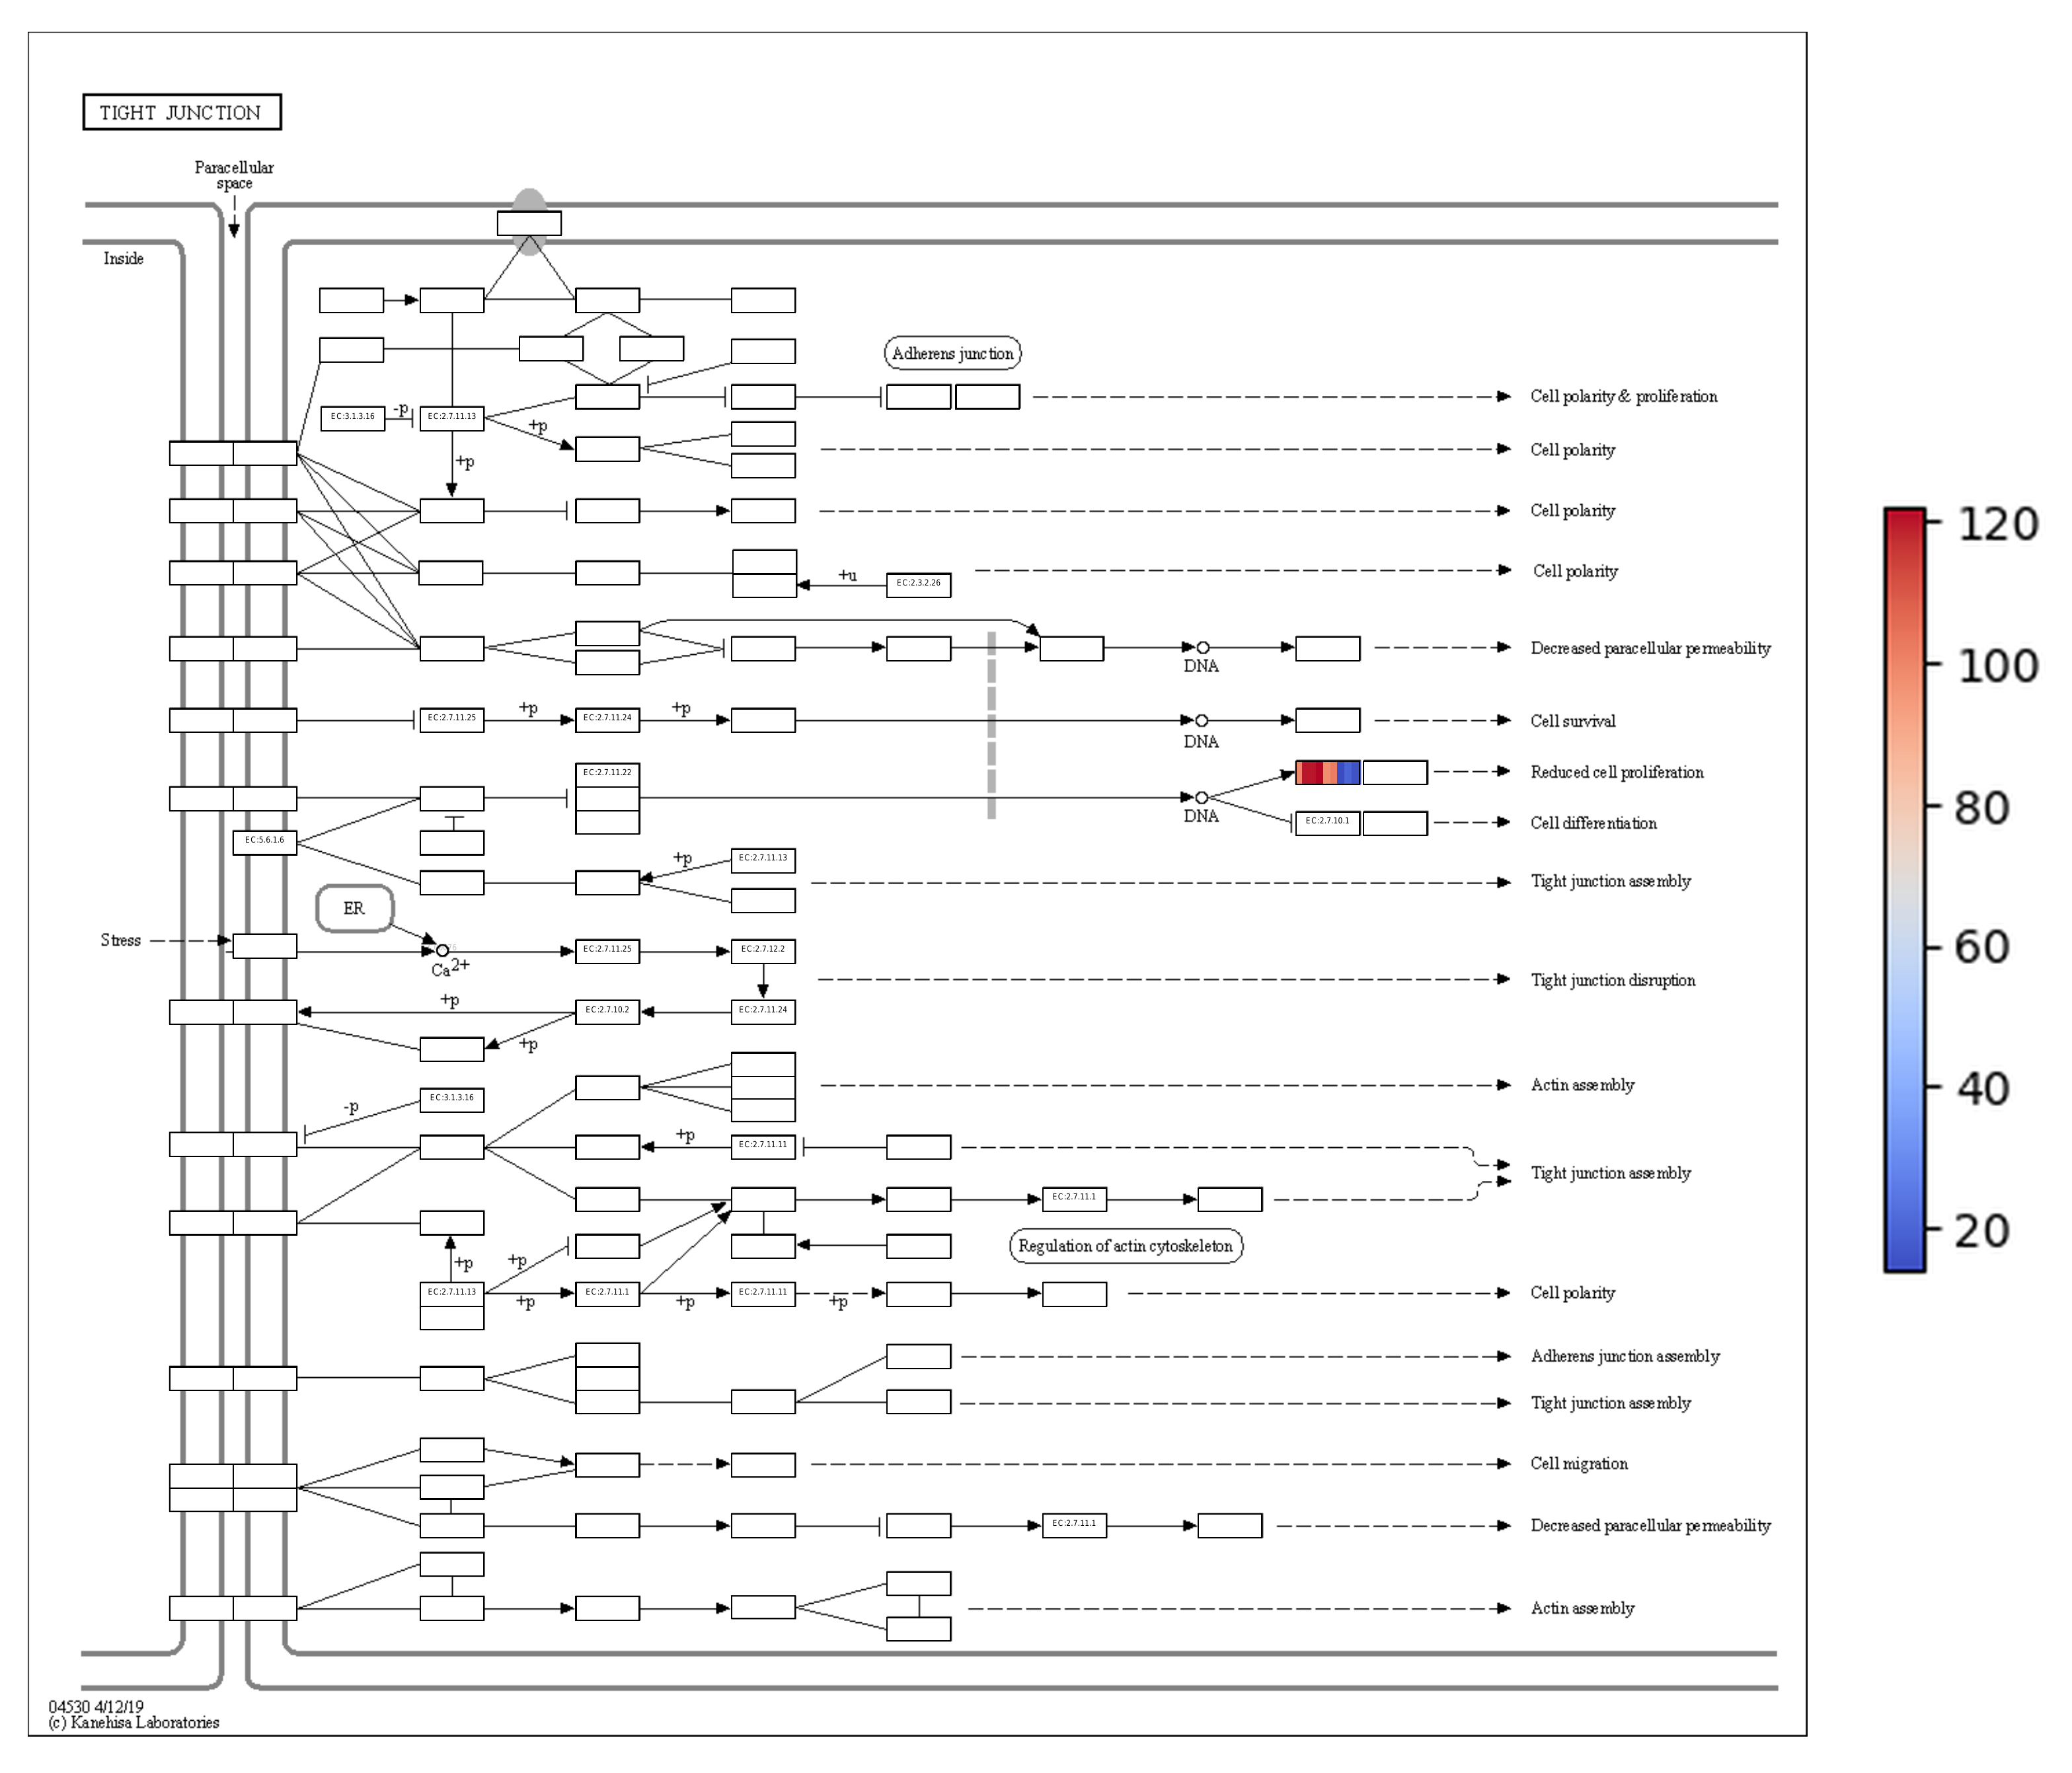 TIGHT JUNCTION
Paracellular
space
Inside
Adherens junction
Cell polarity & proliferation
EC:3.1.3.16
-p
EC:2.7.11.13
+p
Cell polarity
+p
Cell polarity
+u
EC:2.3.2.26
Cell polarity
DNA
Decreased paracellular permeability
EC:2.7.11.25
+p
EC:2.7.11.24
+p
DNA
Cell survival
EC:2.7.11.22
DNA
Reduced cell proliferation
EC:2.7.10.1
Cell differentiation
EC:5.6.1.6
+p
EC:2.7.11.13
Tight junction assembly
ER
Stress
Ca2+
EC:2.7.11.25
EC:2.7.12.2
Tight junction disruption
+p
EC:2.7.10.2
EC:2.7.11.24
+p
Actin assembly
EC:3.1.3.16
-p
+p
EC:2.7.11.11
Tight junction assembly
EC:2.7.11.1
Regulation of actin cytoskeleton
+p
+p
EC:2.7.11.13
+p
EC:2.7.11.1
+p
EC:2.7.11.11
+p
Cell polarity
Adherens junction assembly
Tight junction assembly
Cell migration
EC:2.7.11.1
Decreased paracellular permeability
Actin assembly
04530 4/12/19
(c) Kanehisa Laboratories
120
100
80
60
40
20